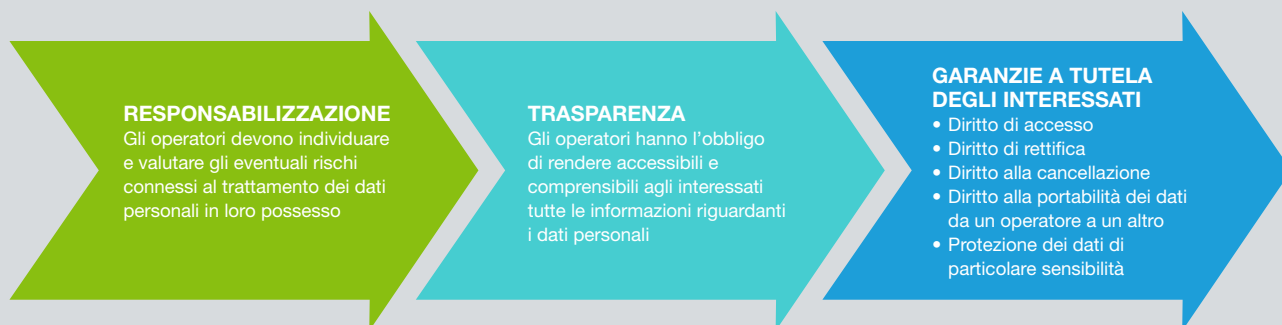 RESPONSABILIZZAZIONE
Gli operatori devono individuare
e valutare gli eventuali rischi
connessi al trattamento dei dati
personali in loro possesso
TRASPARENZA
Gli operatori hanno l’obbligo
di rendere accessibili e
comprensibili agli interessati
tutte le informazioni riguardanti
i dati personali
GARANZIE A TUTELA
DEGLI INTERESSATI
• Diritto di accesso
• Diritto di rettifica
• Diritto alla cancellazione
• Diritto alla portabilità dei dati
da un operatore a un altro
• Protezione dei dati di
particolare sensibilità